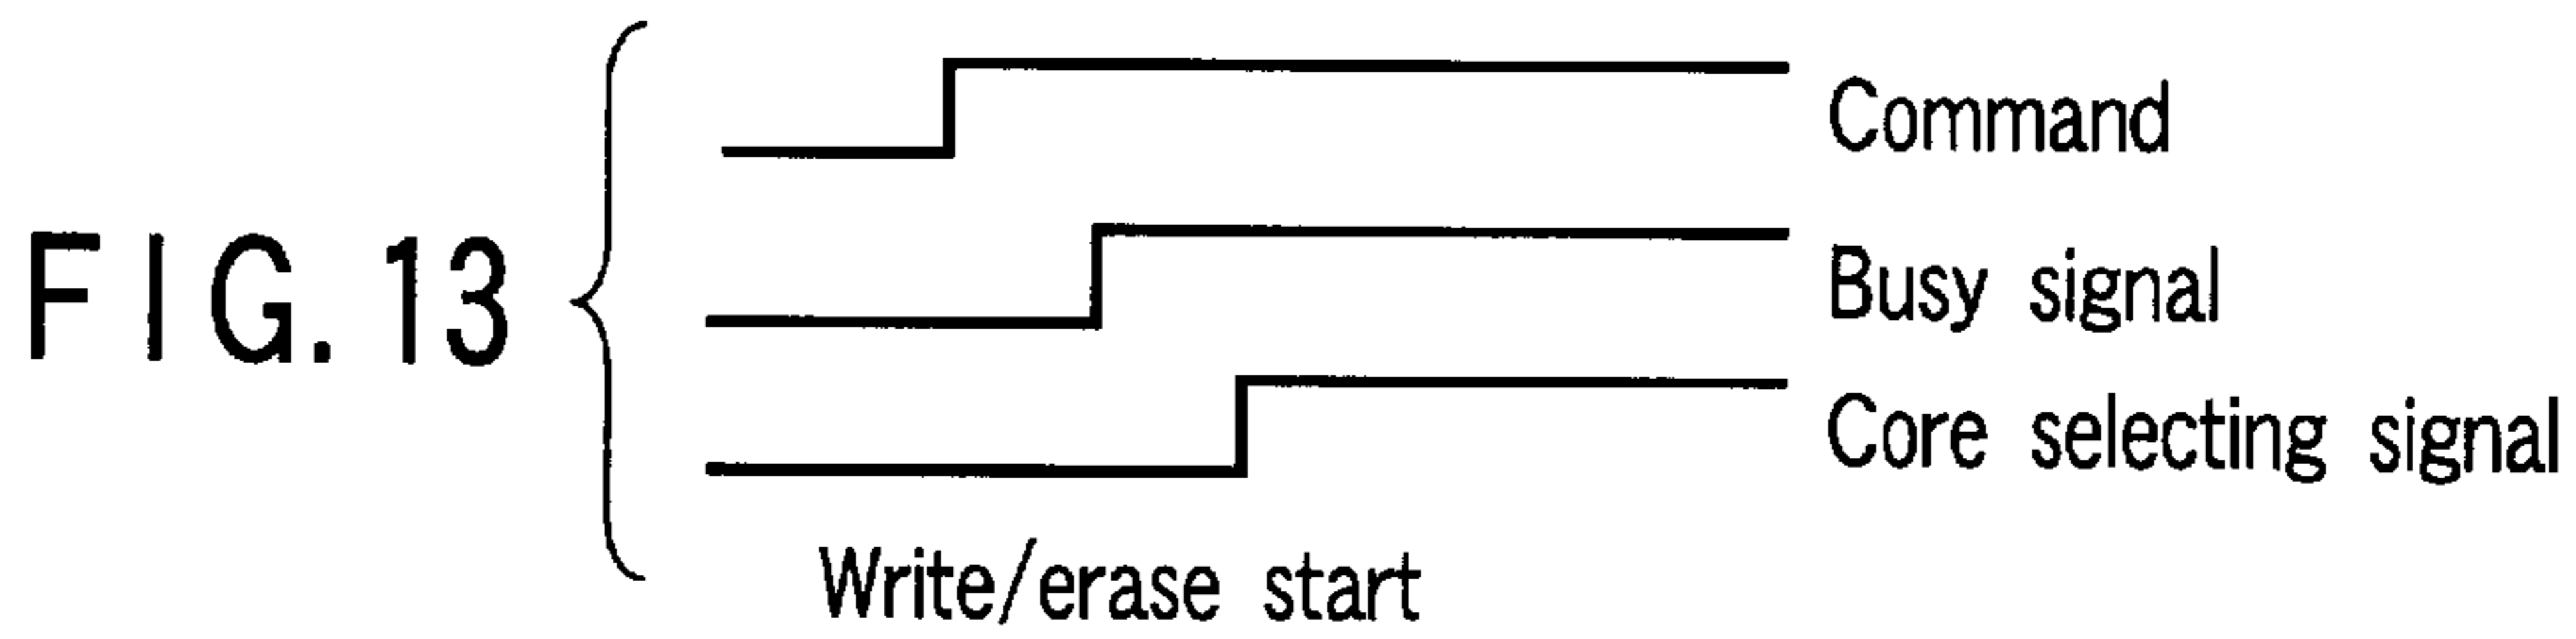 FIG.13
Command
Busy signal
Core selecting signal
Write/erase start